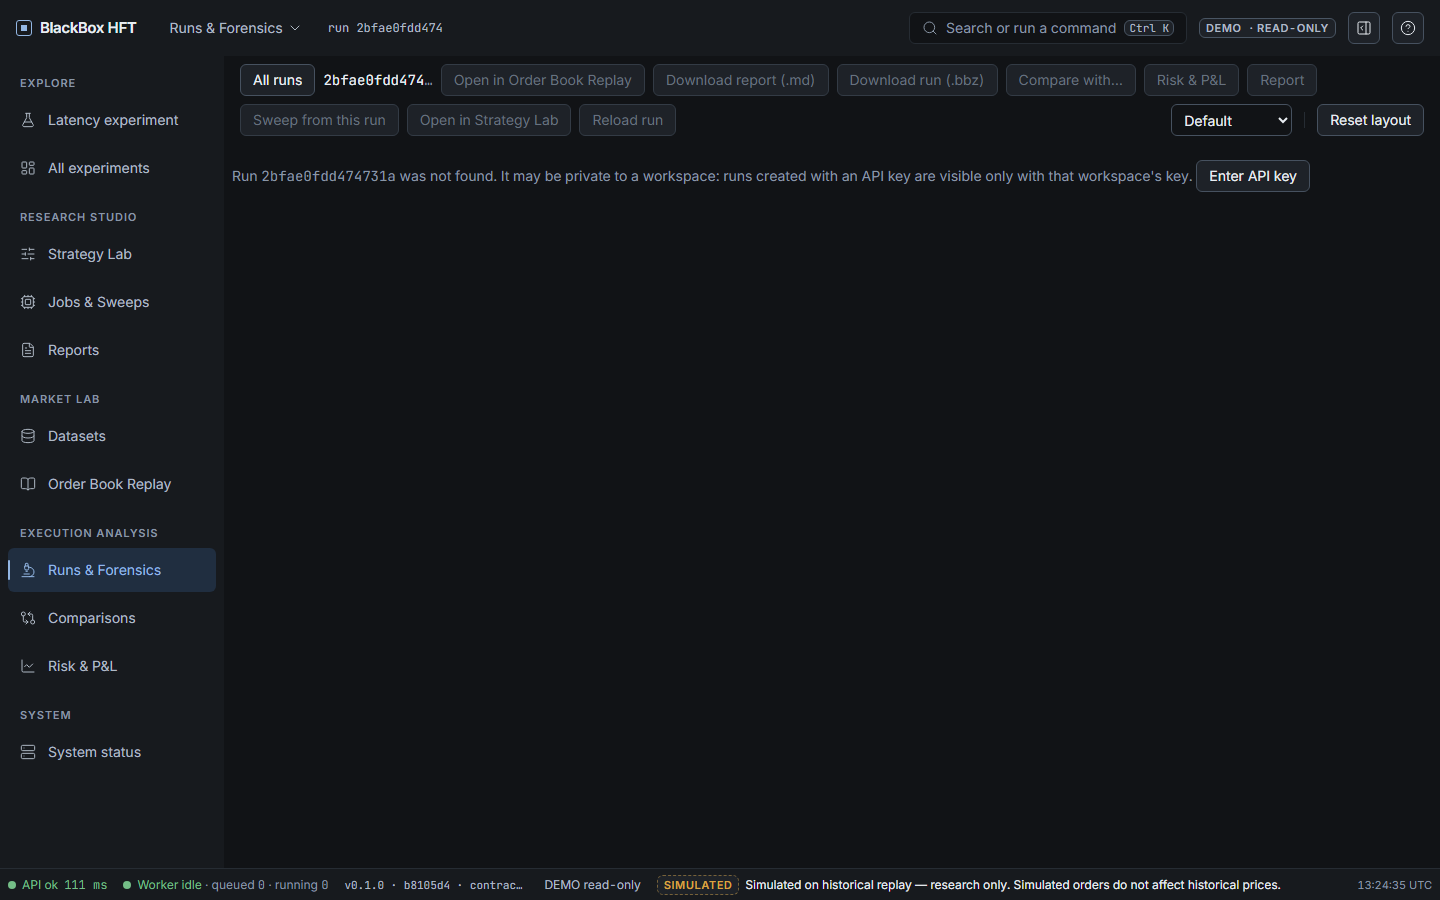 BlackBox HFT
Runs & Forensics
run 2bfae0fdd474
Search or run a command Ctrl K
DEMO · READ-ONLY
EXPLORE
Latency experiment
All experiments
RESEARCH STUDIO
Strategy Lab
Jobs & Sweeps
Reports
MARKET LAB
Datasets
Order Book Replay
EXECUTION ANALYSIS
Runs & Forensics
Comparisons
Risk & P&L
SYSTEM
System status
All runs 2bfae0fdd474… Open in Order Book Replay Download report (.md) Download run (.bbz) Compare with… Risk & P&L Report
Sweep from this run Open in Strategy Lab Reload run Default Reset layout
Run 2bfae0fdd474731a was not found. It may be private to a workspace: runs created with an API key are visible only with that workspace's key. Enter API key
API ok 111 ms Worker idle · queued 0 · running 0 v0.1.0 · b8105d4 · contrac… DEMO read-only SIMULATED Simulated on historical replay — research only. Simulated orders do not affect historical prices. 13:24:35 UTC